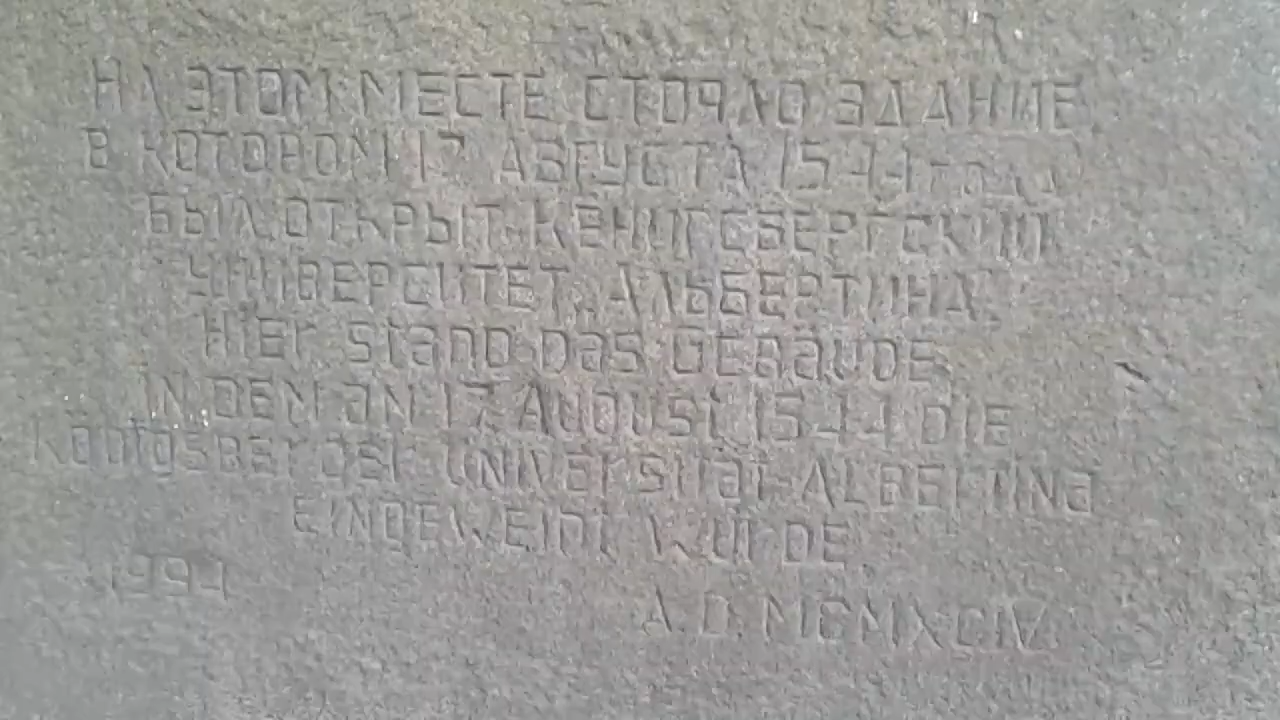 НА ЭТОМ МЕСТЕ СТОЯЛО ЗДАНИЕ,
В КОТОРОМ 17 АВГУСТА 1544 года
БЫЛ ОТКРЫТ КЕНИГСБЕРГСКИЙ
УНИВЕРСИТЕТ АЛЬБЕРТИНА.
Hier stand das Gebäude,
IN DEM am 17. August 1544 DIE
Königsberger Universität ALBERTINA
EINGEWEIHT WURDE.
1994
A.D. MCMXCIV.